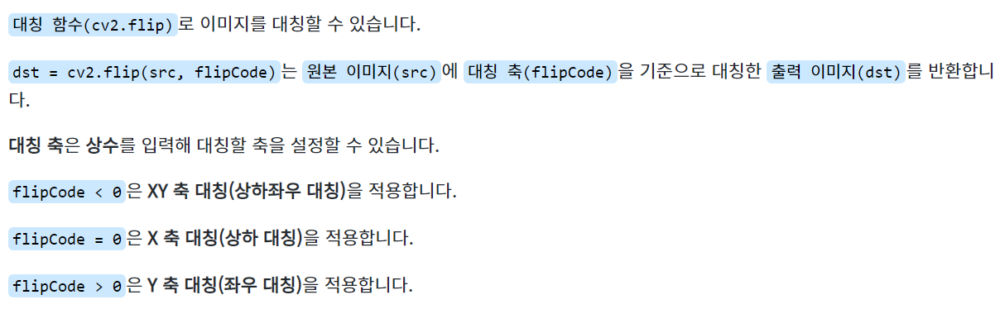 대칭 함수(cv2.flip)로 이미지를 대칭할 수 있습니다.
dst = cv2.flip(src, flipCode)는 원본 이미지(src)에 대칭 축(flipCode)을 기준으로 대칭한 출력 이미지(dst)를 반환합니
다.
대칭 축은 상수를 입력해 대칭할 축을 설정할 수 있습니다.
flipCode < 0은 XY 축 대칭(상하좌우 대칭)을 적용합니다.
flipCode = 0은 X 축 대칭(상하 대칭)을 적용합니다.
flipCode > 0은 Y 축 대칭(좌우 대칭)을 적용합니다.